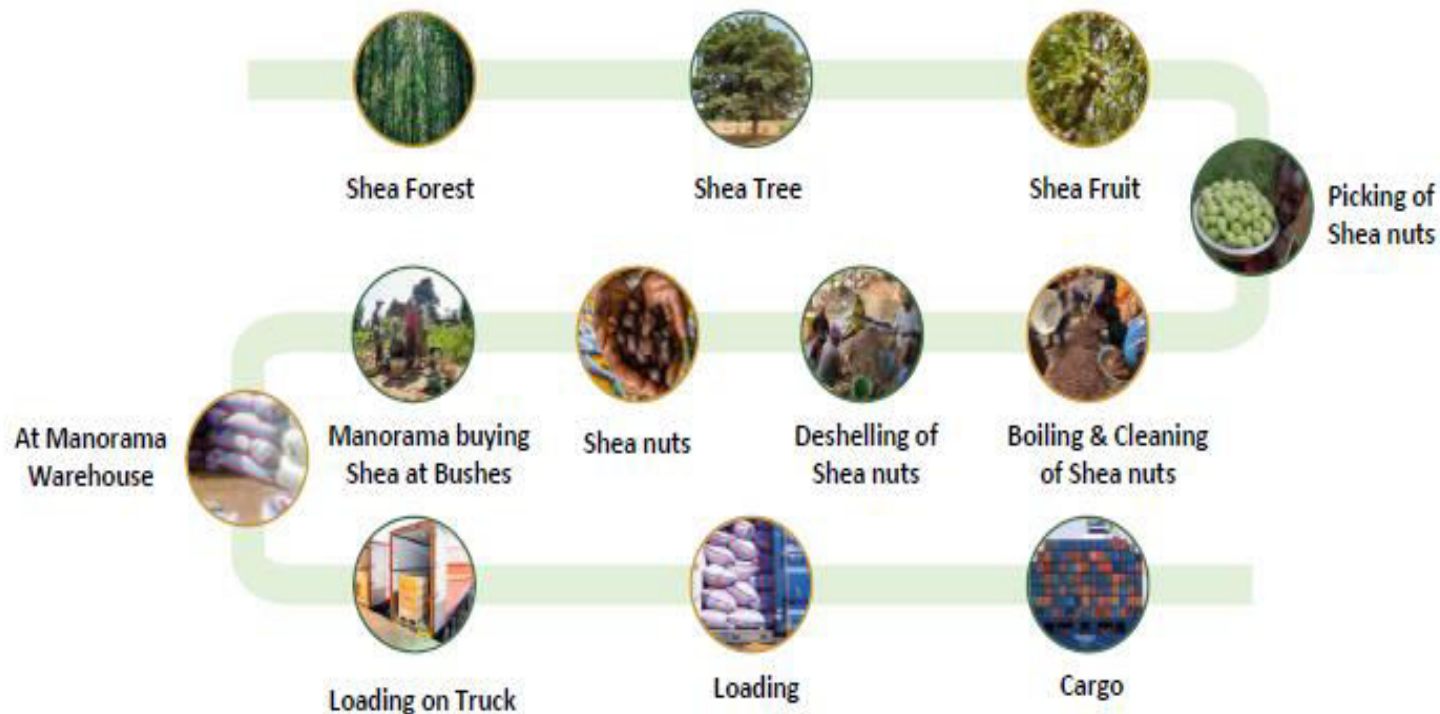 Shea Forest
Shea Tree
Shea Fruit
Picking of
Shea nuts
Boiling & Cleaning
of Shea nuts
Deshelling of
Shea nuts
Shea nuts
Manorama buying
Shea at Bushes
At Manorama
Warehouse
Loading on Truck
Loading
Cargo